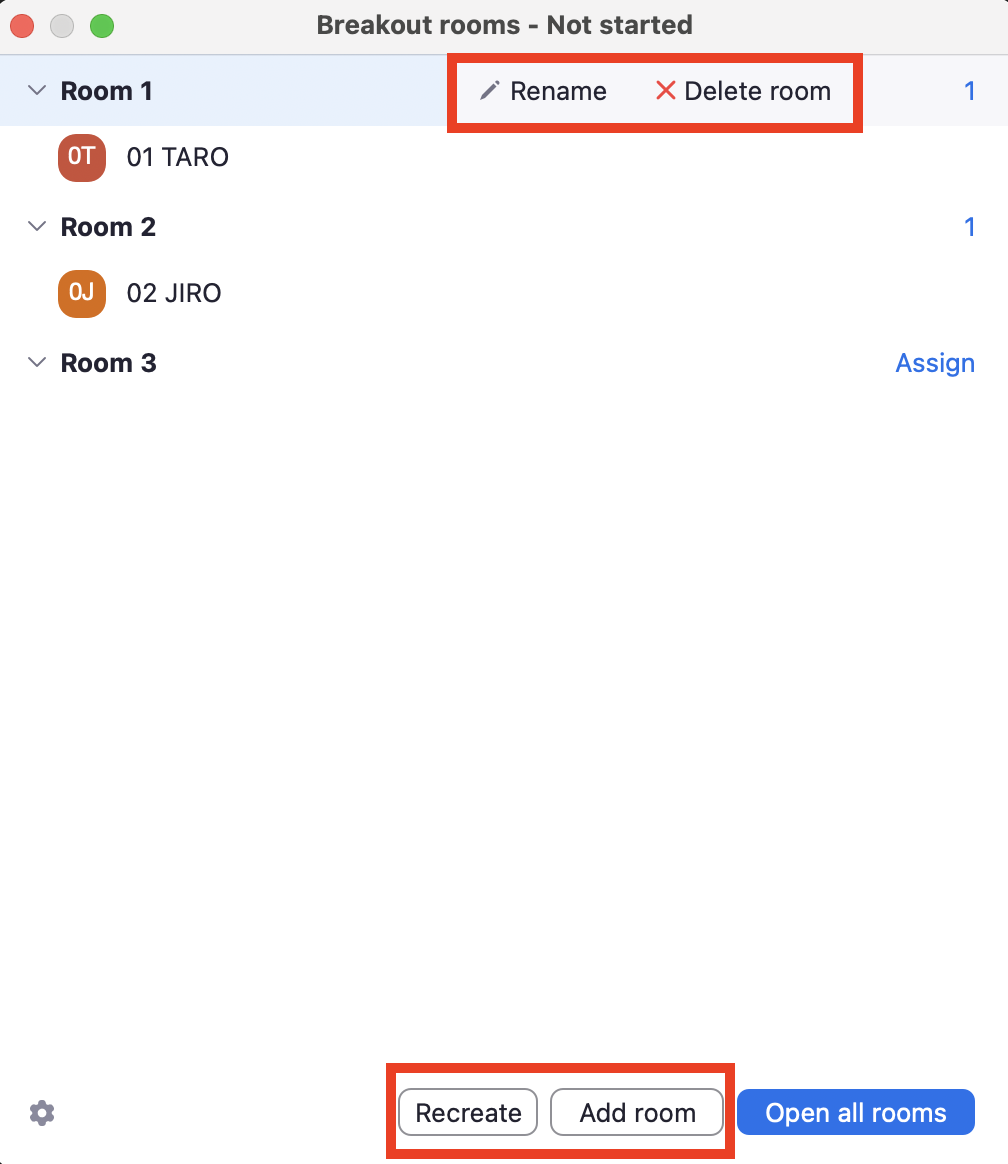 Breakout rooms - Not started
Room 1 Rename Delete room 1
0T 01 TARO
Room 2 1
0J 02 JIRO
Room 3 Assign
Recreate Add room Open all rooms